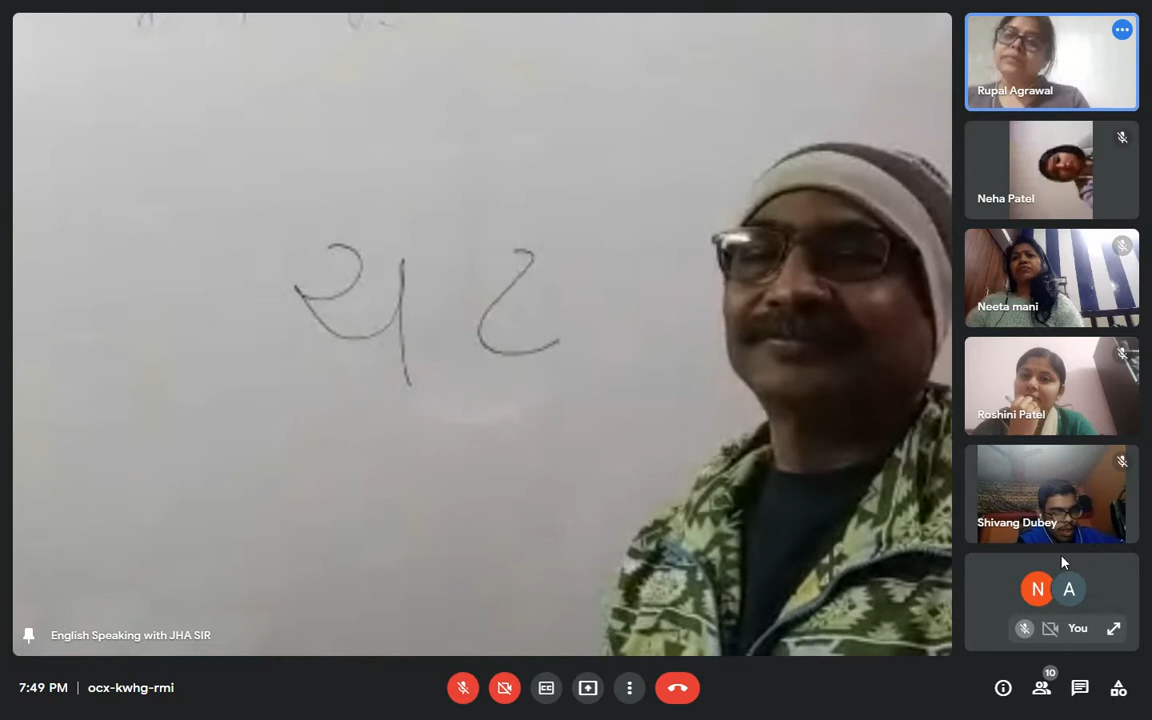 ય ટ
Rupal Agrawal
Neha Patel
Neeta mani
Roshini Patel
Shivang Dubey
N A
You
English Speaking with JHA SIR
7:49 PM | ocx-kwhg-rmi
10